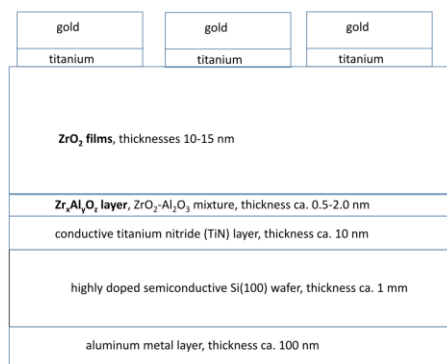 gold gold gold
titanium titanium titanium
ZrO₂ films, thicknesses 10-15 nm
ZrₓAlᵧO_z layer, ZrO₂-Al₂O₃ mixture, thickness ca. 0.5-2.0 nm
conductive titanium nitride (TiN) layer, thickness ca. 10 nm
highly doped semiconductive Si(100) wafer, thickness ca. 1 mm
aluminum metal layer, thickness ca. 100 nm